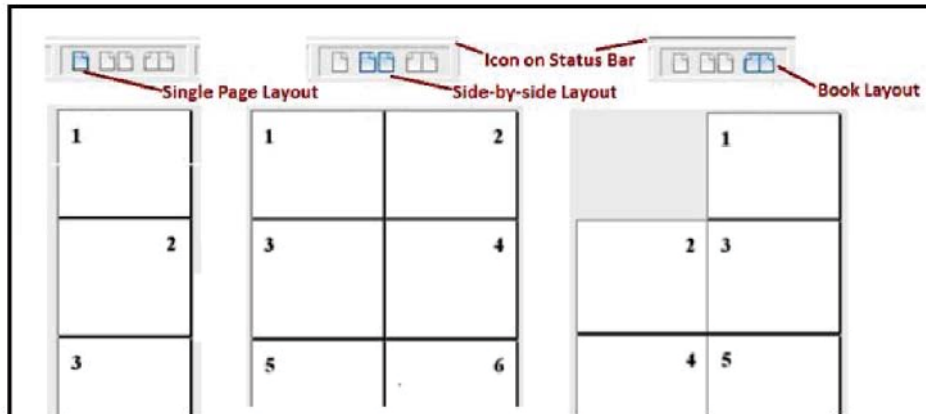 Icon on Status Bar
Single Page Layout
Side-by-side Layout
Book Layout
1
2
3
1 2
3 4
5 6
1
2 3
4 5